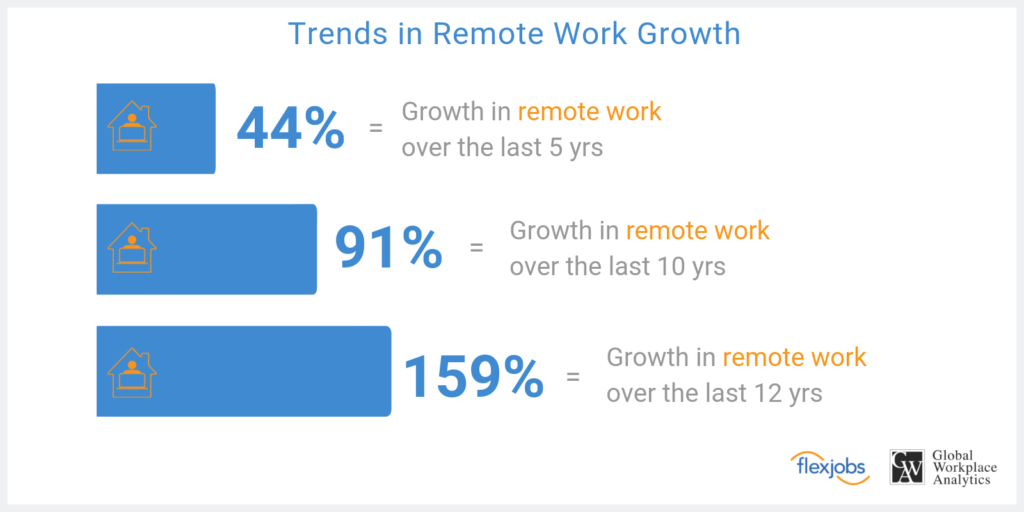 Trends in Remote Work Growth
44% = Growth in remote work
over the last 5 yrs
91% = Growth in remote work
over the last 10 yrs
159% = Growth in remote work
over the last 12 yrs
flexjobs
GWA
Global
Workplace
Analytics